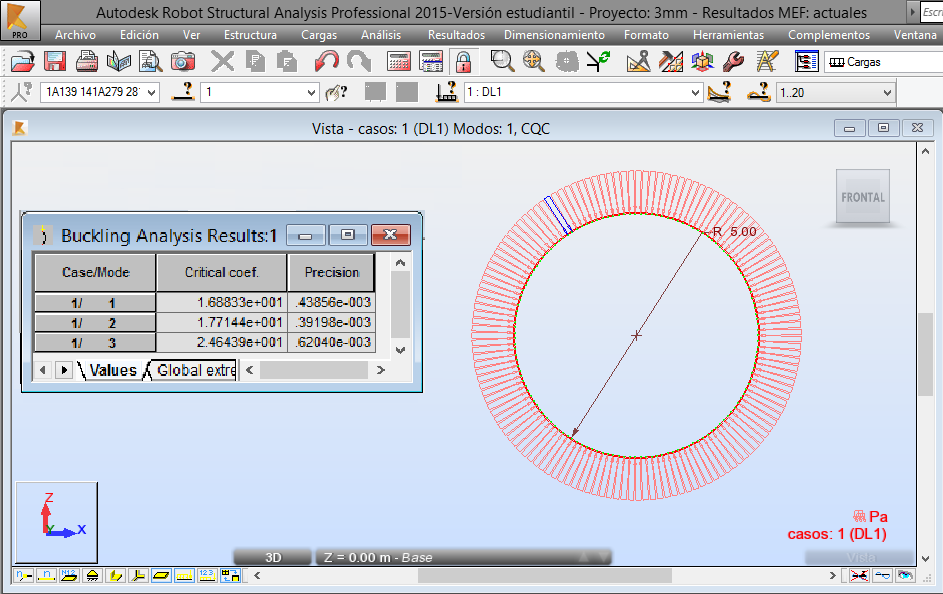 Autodesk Robot Strructural Analysis Professional 2015-Versión estudiantil - Proyecto: 3mm - Resultados MEF: actuales
PRO
Archivo Edición Ver Estructura Cargas Análisis Resultados Dimensionamiento Formato Herramientas Complementos Ventana
Cargas
1A139 141A279 28 1 1 : DL1 1..20
Vista - casos: 1 (DL1) Modos: 1, CQC
FRONTAL
R 5.00
Buckling Analysis Results:1
Case/Mode Critical coef. Precision
1/ 1 1.68833e+001 .43856e-003
1/ 2 1.77144e+001 .39198e-003
1/ 3 2.46439e+001 .62040e-003
Values Global extre
Pa
casos: 1 (DL1)
Z
Y
X
3D Z = 0.00 m - Base Vista